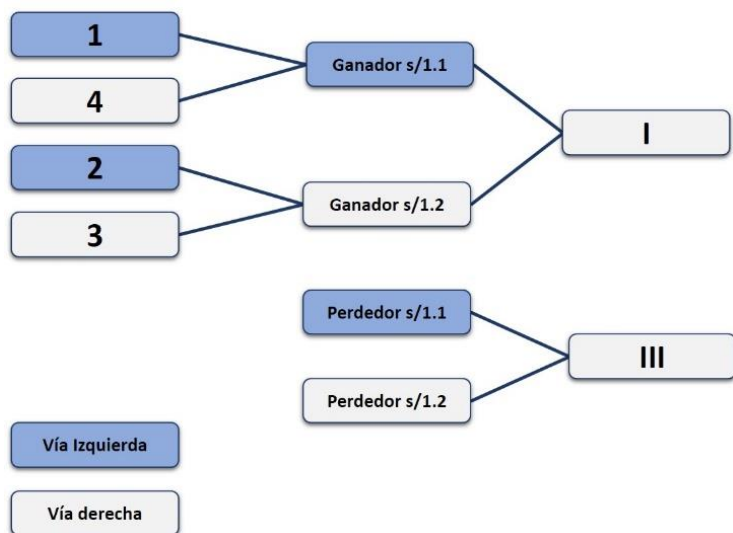 1
4
2
3
Ganador s/1.1
Ganador s/1.2
I
Perdedor s/1.1
Perdedor s/1.2
III
Vía Izquierda
Vía derecha